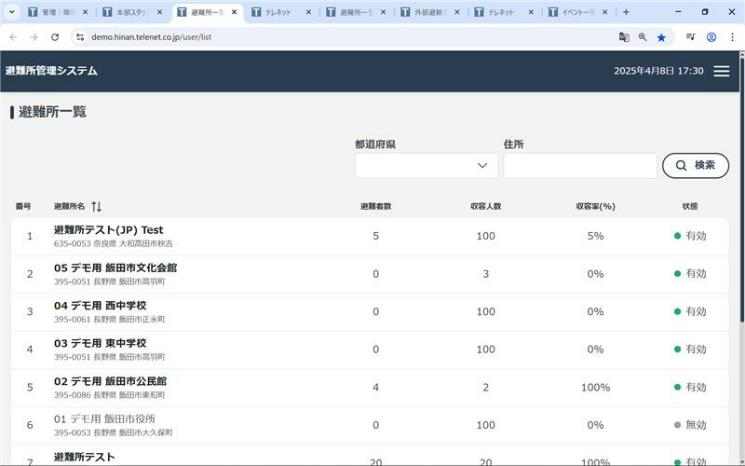 管理
本部スタッ
避難所一覧
テレネット
避難所一
外部避難
テレネット
イベント一
demo.hinan.telenet.co.jp/user/list
避難所管理システム
2025年4月8日 17:30
避難所一覧
都道府県 住所
検索
番号 避難所名 避難者数 収容人数 収容率(%) 状態
1 避難所テスト(JP) Test 5 100 5% 有効
635-0053 奈良県 大和高田市秋吉
2 05 デモ用 飯田市文化会館 0 3 0% 有効
395-0051 長野県 飯田市高羽町
3 04 デモ用 西中学校 0 100 0% 有効
395-0061 長野県 飯田市正永町
4 03 デモ用 東中学校 0 100 0% 有効
395-0051 長野県 飯田市高羽町
5 02 デモ用 飯田市公民館 4 2 100% 有効
395-0086 長野県 飯田市東和町
6 01 デモ用 飯田市役所 0 100 0% 無効
395-0053 長野県 飯田市大久保町
7 避難所テスト 20 20 100% 有効